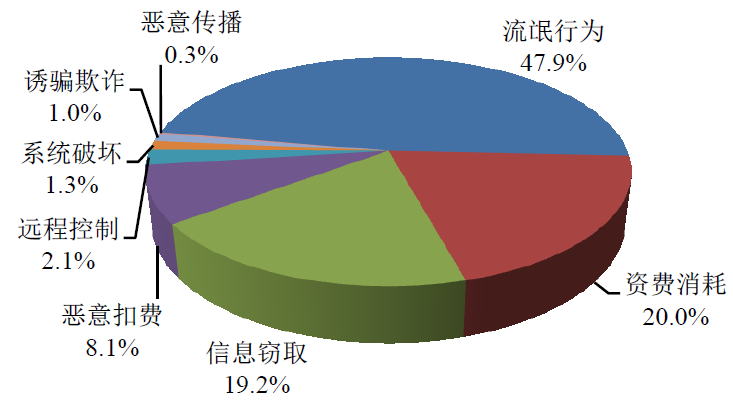 恶意传播
0.3%
流氓行为
47.9%
诱骗欺诈
1.0%
系统破坏
1.3%
远程控制
2.1%
恶意扣费
8.1%
信息窃取
19.2%
资费消耗
20.0%